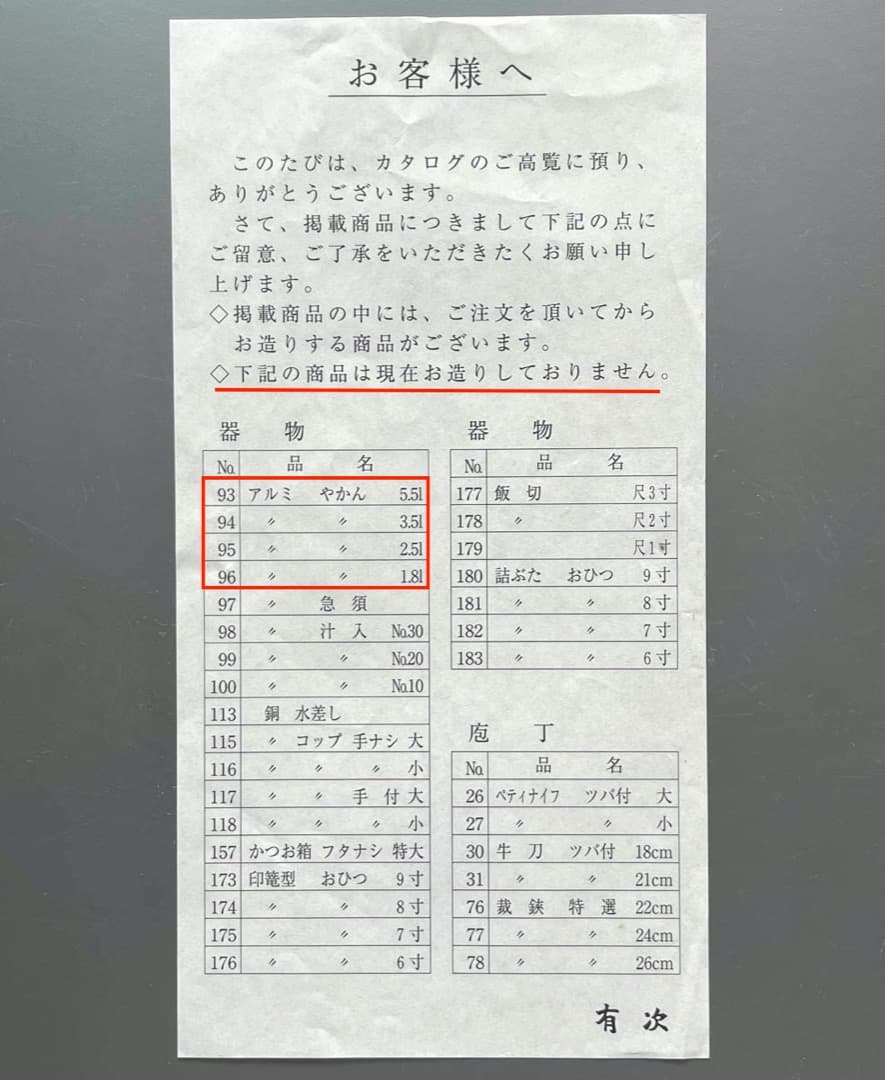 お客様へ
このたびは、カタログのご高覧に預り、
ありがとうございます。
さて、掲載商品につきまして下記の点に
ご留意、ご了承をいただきたくお願い申し
上げます。
◇掲載商品の中には、ご注文を頂いてから
お造りする商品がございます。
◇下記の商品は現在お造りしておりません。
器物
№ 品名
93 アルミ やかん 5.5l
94 〃 〃 3.5l
95 〃 〃 2.5l
96 〃 〃 1.8l
97 〃 急須
98 〃 汁入 №30
99 〃 〃 №20
100 〃 〃 №10
113 銅 水差し
115 〃 コップ 手ナシ 大
116 〃 〃 〃 小
117 〃 〃 手付 大
118 〃 〃 〃 小
157 かつお箱 フタナシ 特大
173 印篭型 おひつ 9寸
174 〃 〃 8寸
175 〃 〃 7寸
176 〃 〃 6寸
器物
№ 品名
177 飯切 尺3寸
178 〃 尺2寸
179 尺1寸
180 詰ぶた おひつ 9寸
181 〃 〃 8寸
182 〃 〃 7寸
183 〃 〃 6寸
庖丁
№ 品名
26 ペティナイフ ツバ付 大
27 〃 〃 小
30 牛刀 ツバ付 18cm
31 〃 〃 21cm
76 裁鋏 特選 22cm
77 〃 〃 24cm
78 〃 〃 26cm
有次